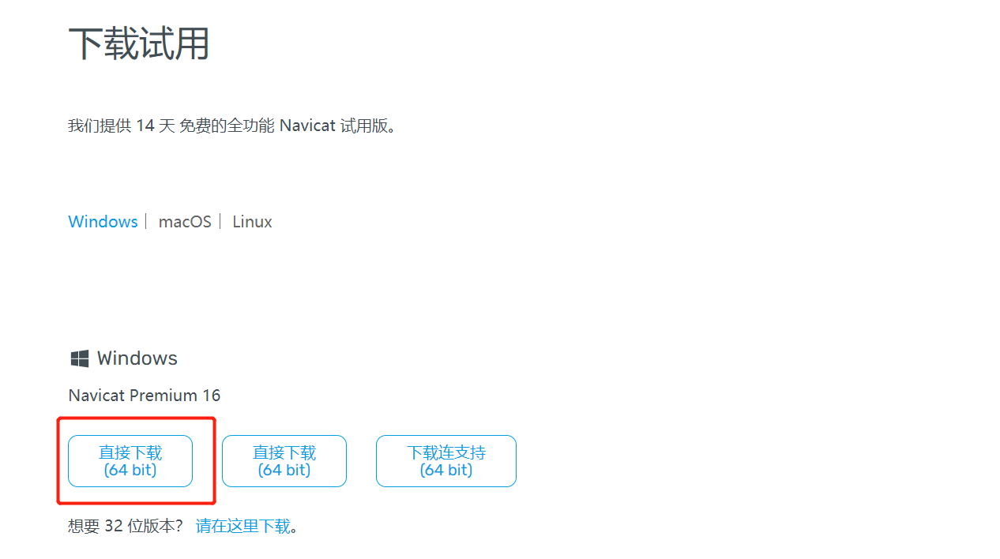 下载试用
我们提供 14 天 免费的全功能 Navicat 试用版。
Windows macOS Linux
Windows
Navicat Premium 16
直接下载
(64 bit)
直接下载
(64 bit)
下载连支持
(64 bit)
想要 32 位版本? 请在这里下载。